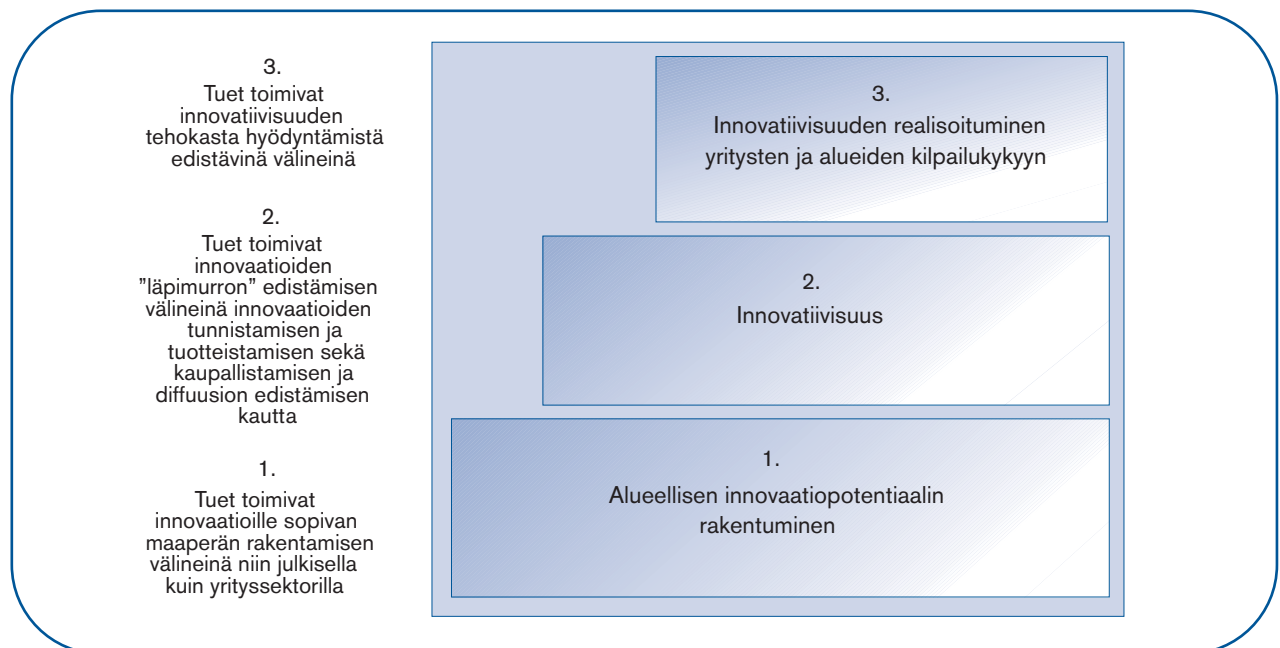 3.
Tuet toimivat
innovatiivisuuden
tehokasta hyödyntämistä
edistävinä välineinä
3.
Innovatiivisuuden realisoituminen
yritysten ja alueiden kilpailukykyyn
2.
Tuet toimivat
innovaatioiden
”läpimurron” edistämisen
välineinä innovaatioiden
tunnistamisen ja
tuotteistamisen sekä
kaupallistamisen ja
diffuusion edistämisen
kautta
2.
Innovatiivisuus
1.
Tuet toimivat
innovaatioille sopivan
maaperän rakentamisen
välineinä niin julkisella
kuin yrityssektorilla
1.
Alueellisen innovaatiopotentiaalin
rakentuminen